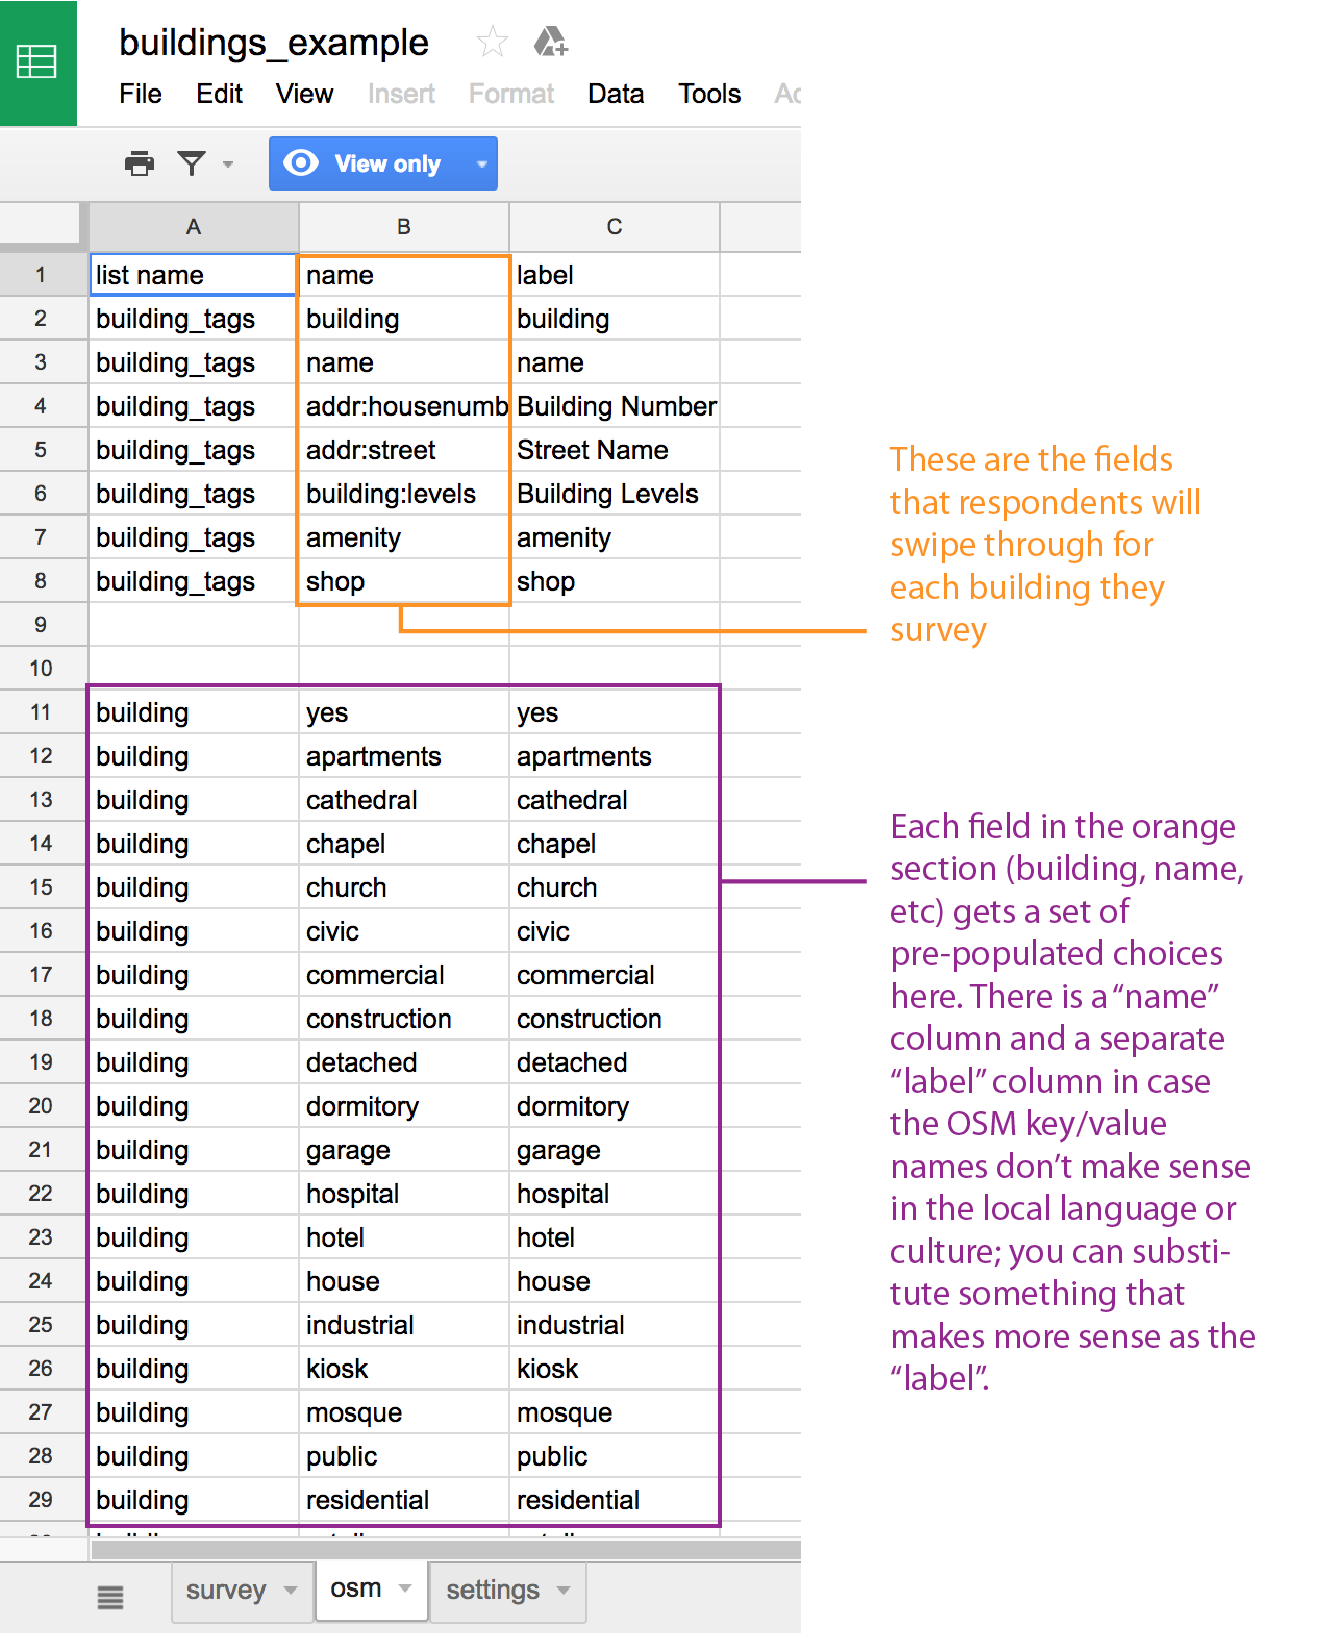 buildings_example
File Edit View Insert Format Data Tools
View only
A B C
1 list name name label
2 building_tags building building
3 building_tags name name
4 building_tags addr:housenumb Building Number
5 building_tags addr:street Street Name
6 building_tags building:levels Building Levels
7 building_tags amenity amenity
8 building_tags shop shop
9
10
11 building yes yes
12 building apartments apartments
13 building cathedral cathedral
14 building chapel chapel
15 building church church
16 building civic civic
17 building commercial commercial
18 building construction construction
19 building detached detached
20 building dormitory dormitory
21 building garage garage
22 building hospital hospital
23 building hotel hotel
24 building house house
25 building industrial industrial
26 building kiosk kiosk
27 building mosque mosque
28 building public public
29 building residential residential
survey osm settings
These are the fields
that respondents will
swipe through for
each building they
survey
Each field in the orange
section (building, name,
etc) gets a set of
pre-populated choices
here. There is a “name”
column and a separate
“label” column in case
the OSM key/value
names don’t make sense
in the local language or
culture; you can substi-
tute something that
makes more sense as the
“label”.